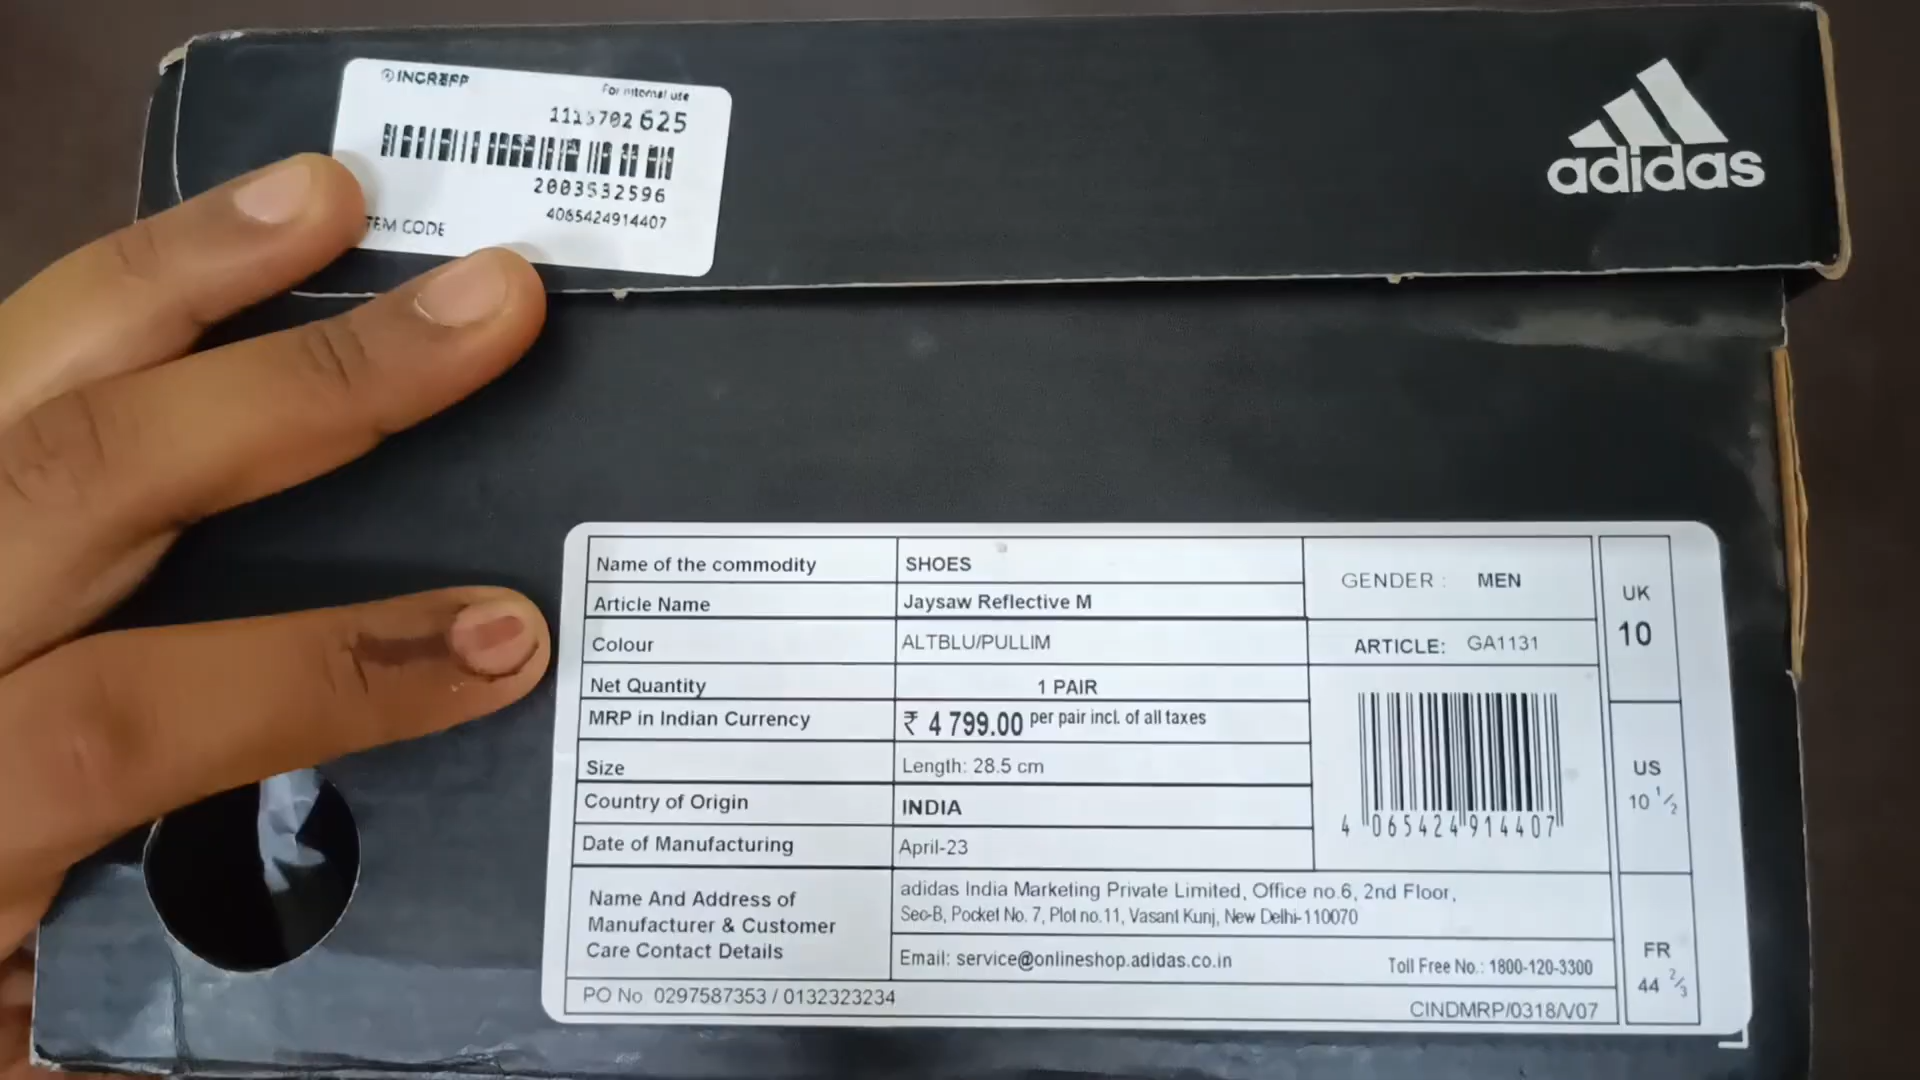 INCREFF
For internal use
625
2003532596
4065424914407
TEM CODE
adidas
Name of the commodity SHOES
Article Name Jaysaw Reflective M
Colour ALTBLU/PULLIM
Net Quantity 1 PAIR
MRP in Indian Currency ₹ 4 799.00 per pair incl. of all taxes
Size Length: 28.5 cm
Country of Origin INDIA
Date of Manufacturing April-23
Name And Address of
Manufacturer & Customer
Care Contact Details
adidas India Marketing Private Limited, Office no.6, 2nd Floor,
Sec-B, Pocket No. 7, Plot no.11, Vasant Kunj, New Delhi-110070
Email: service@onlineshop.adidas.co.in Toll Free No.: 1800-120-3300
PO No 0297587353 / 0132323234 CINDMRP/0318/V07
GENDER : MEN
ARTICLE: GA1131
4 065424 914407
UK
10
US
10 1/2
FR
44 2/3